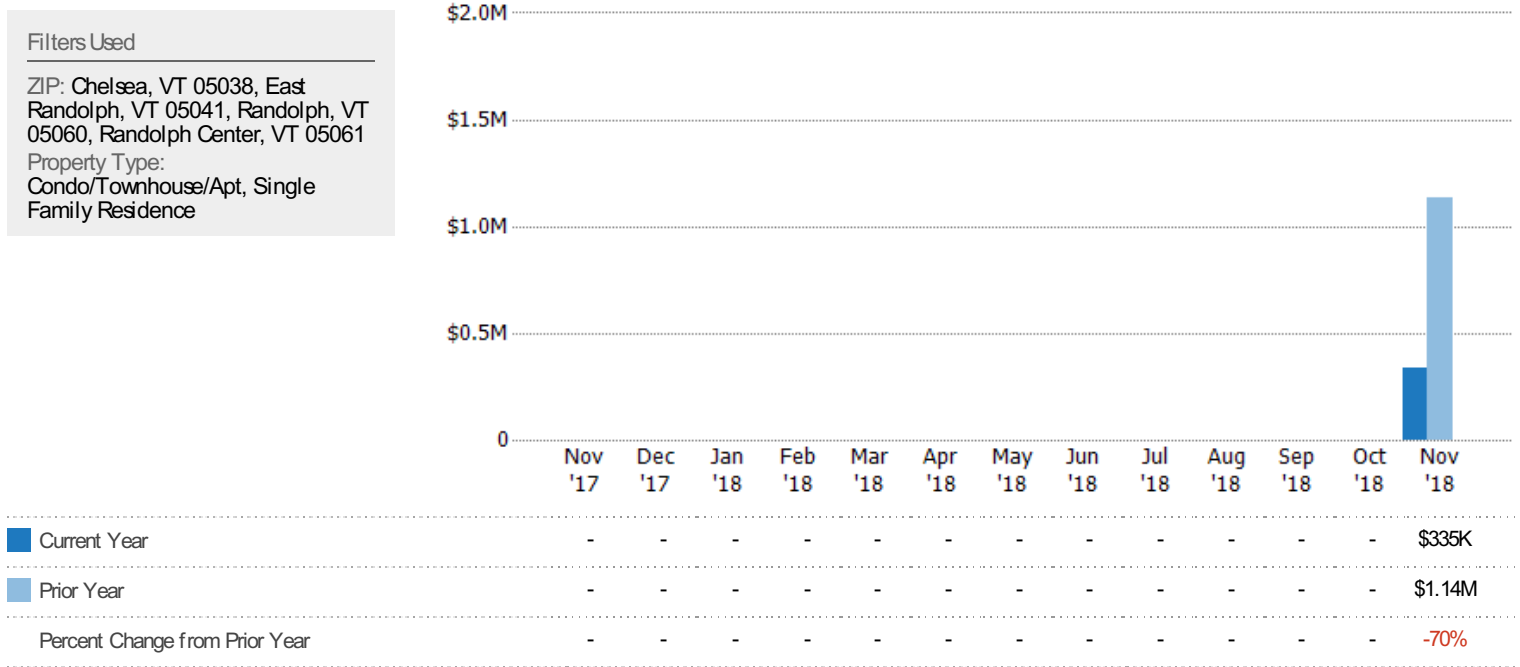 Filters Used
ZIP: Chelsea, VT 05038, East
Randolph, VT 05041, Randolph, VT
05060, Randolph Center, VT 05061
Property Type:
Condo/Townhouse/Apt, Single
Family Residence
$2.0M
$1.5M
$1.0M
$0.5M
0
Nov Dec Jan Feb Mar Apr May Jun Jul Aug Sep Oct Nov
'17 '17 '18 '18 '18 '18 '18 '18 '18 '18 '18 '18 '18
Current Year - - - - - - - - - - - - $335K
Prior Year - - - - - - - - - - - - $1.14M
Percent Change from Prior Year - - - - - - - - - - - - -70%